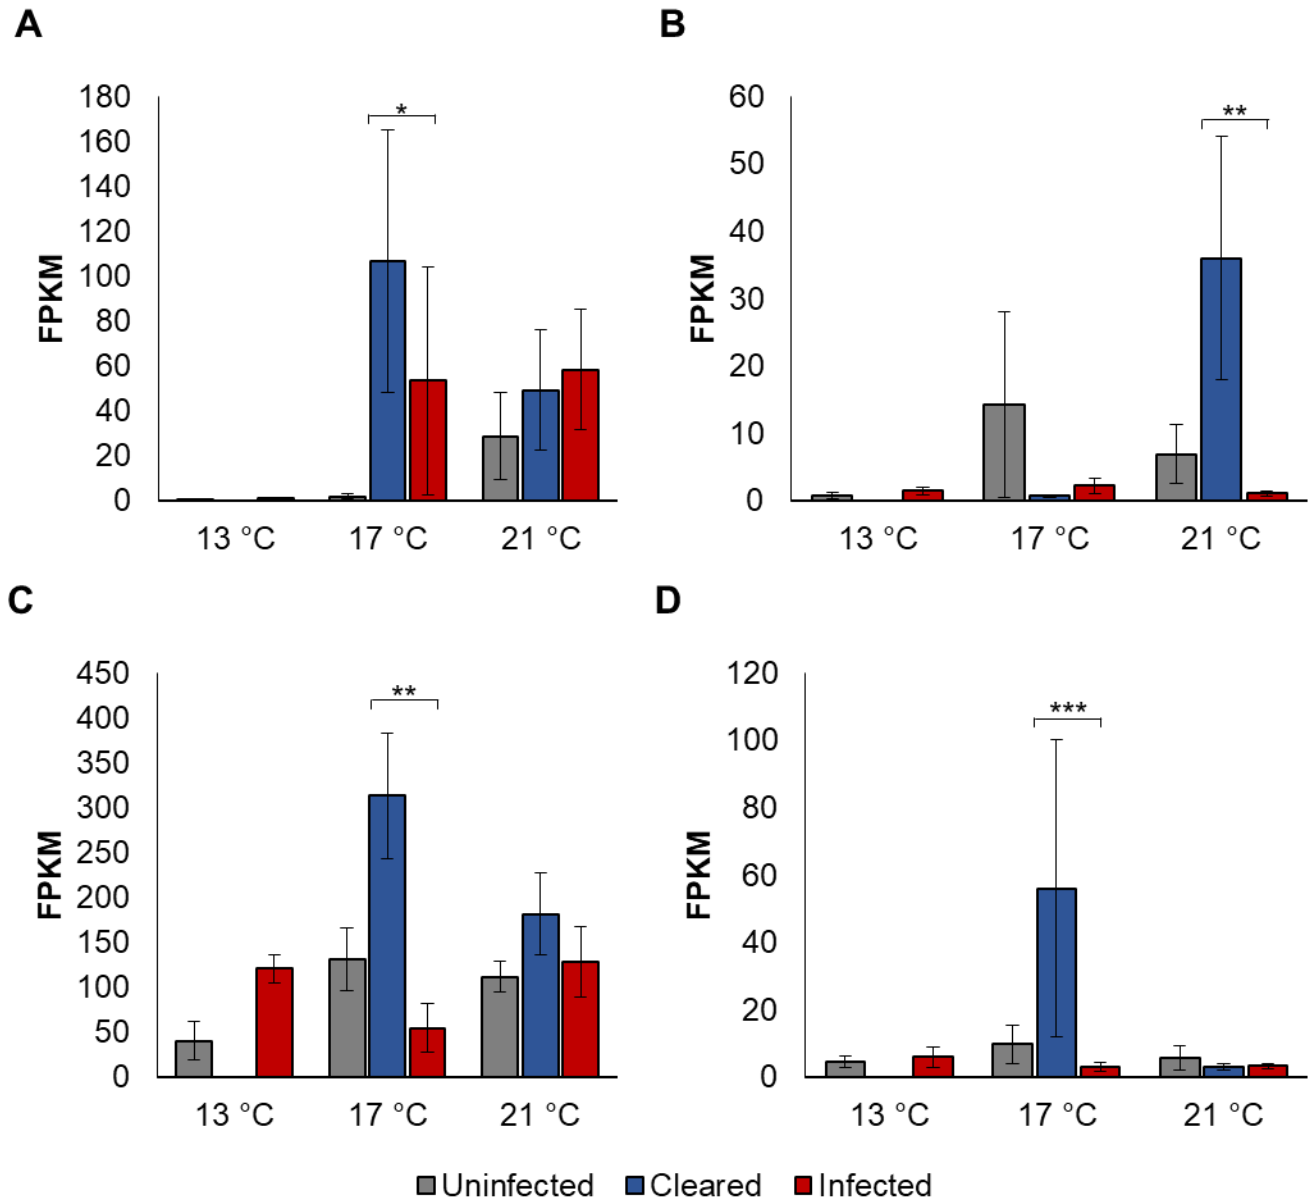 A
B
FPKM
180
160
140
120
100
80
60
40
20
0
*
13 °C
17 °C
21 °C
FPKM
60
50
40
30
20
10
0
**
13 °C
17 °C
21 °C
C
D
FPKM
450
400
350
300
250
200
150
100
50
0
**
13 °C
17 °C
21 °C
FPKM
120
100
80
60
40
20
0
***
13 °C
17 °C
21 °C
Uninfected Cleared Infected